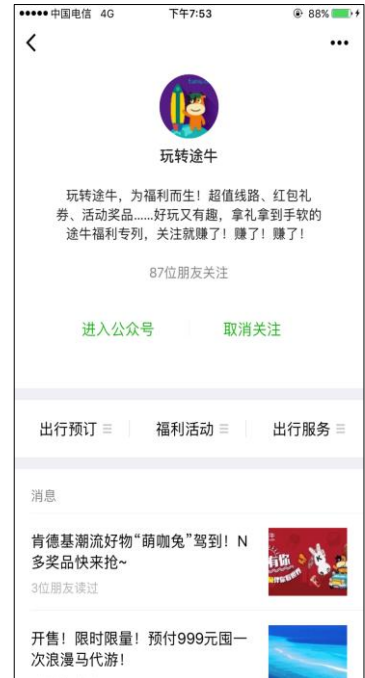 中国电信 4G 下午7:53 88%
玩转途牛
玩转途牛，为福利而生！超值线路、红包礼
券、活动奖品……好玩又有趣，拿礼拿到手软的
途牛福利专列，关注就赚了！赚了！赚了！
87位朋友关注
进入公众号 取消关注
出行预订 福利活动 出行服务
消息
肯德基潮流好物“萌咖兔”驾到！N
多奖品快来抢~
有你
3位朋友读过
开售！限时限量！预付999元囤一
次浪漫马代游！